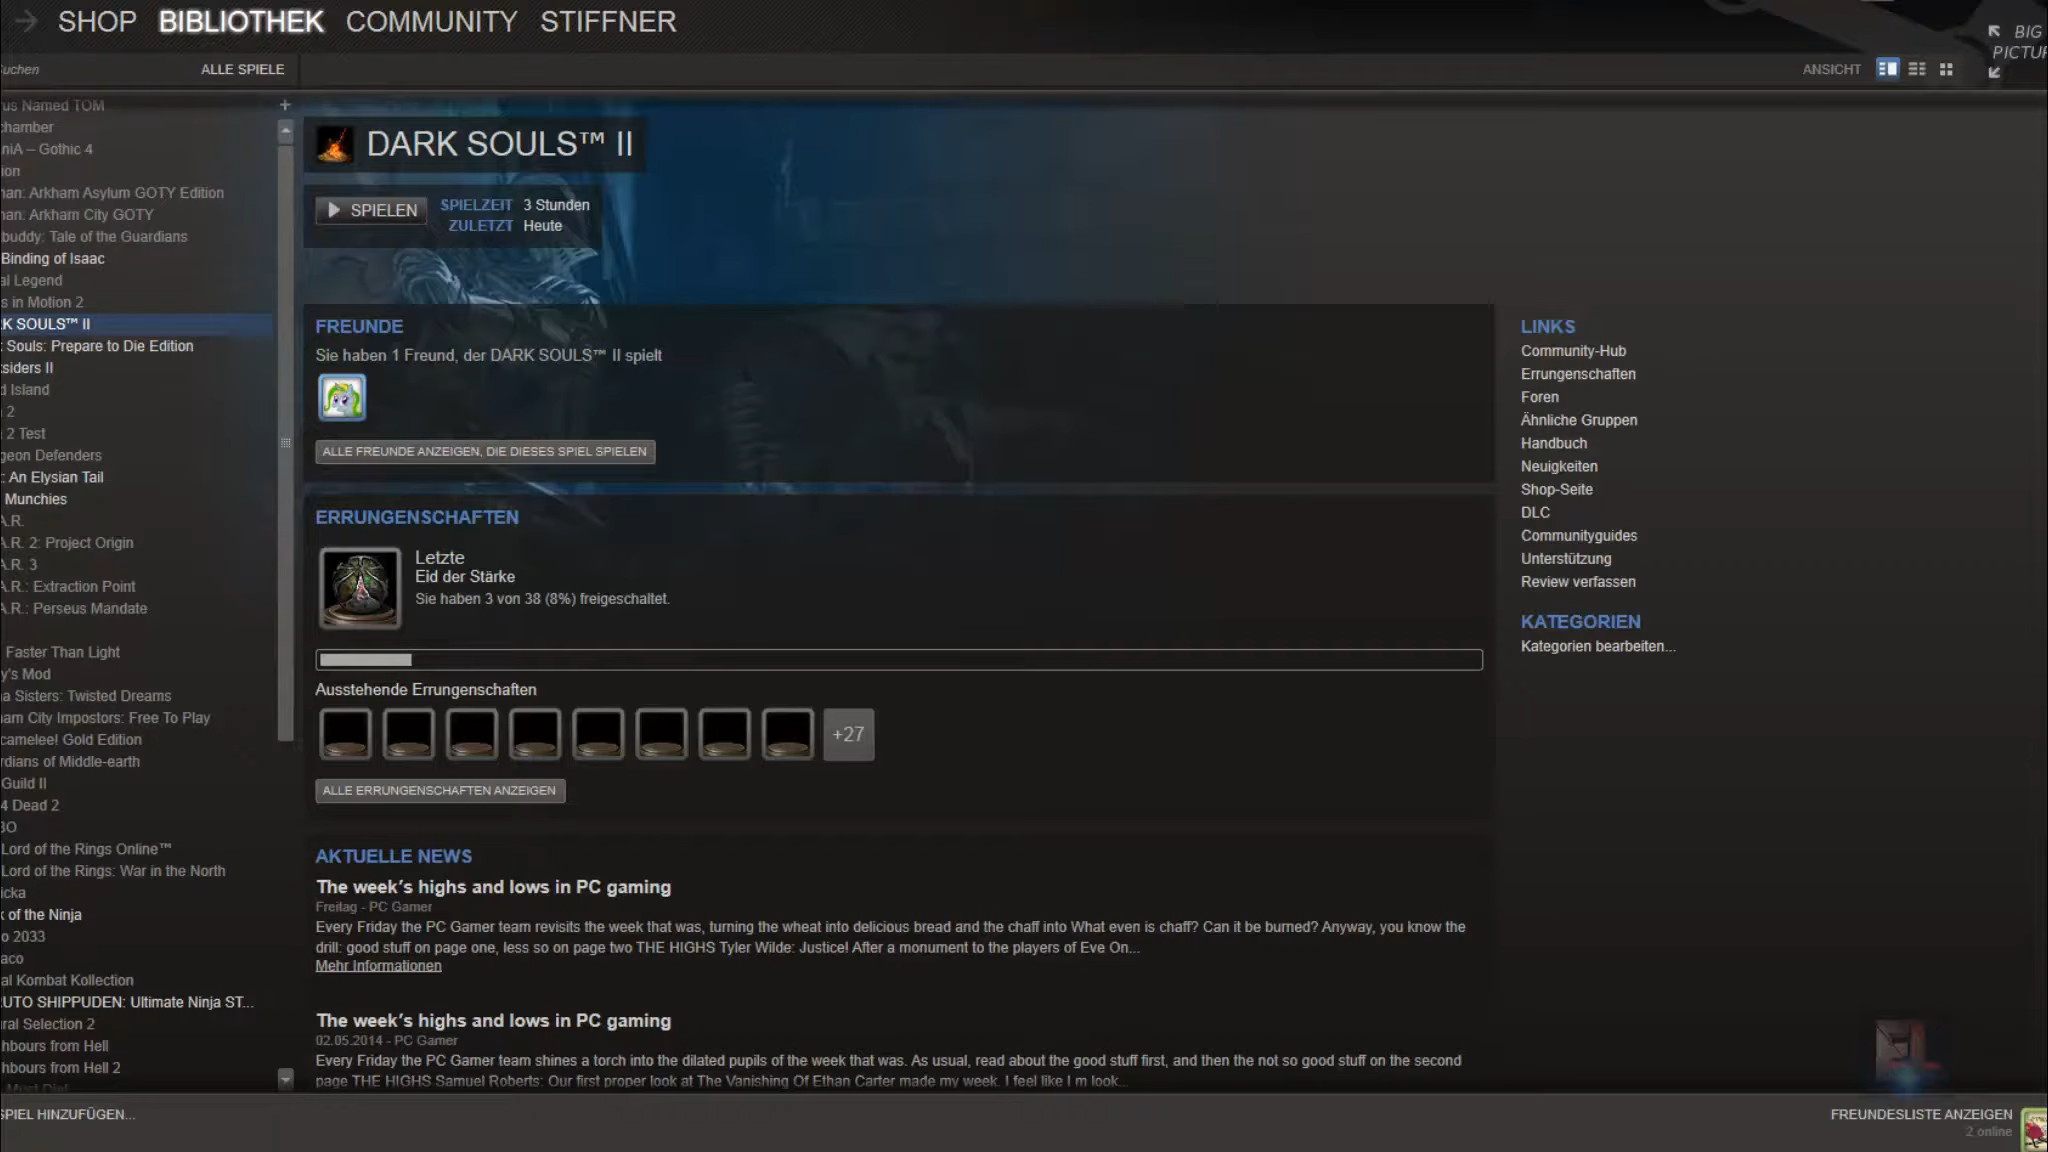 SHOP BIBLIOTHEK COMMUNITY STIFFNER
BIG
PICTUR
uchen ALLE SPIELE ANSICHT
us Named TOM +
chamber
niA – Gothic 4
ion
nan: Arkham Asylum GOTY Edition
nan: Arkham City GOTY
buddy: Tale of the Guardians
Binding of Isaac
al Legend
s in Motion 2
K SOULS™ II
Souls: Prepare to Die Edition
siders II
d Island
2
2 Test
geon Defenders
: An Elysian Tail
Munchies
A.R.
A.R. 2: Project Origin
A.R. 3
A.R.: Extraction Point
A.R.: Perseus Mandate
Faster Than Light
y's Mod
na Sisters: Twisted Dreams
am City Impostors: Free To Play
cameleel Gold Edition
rdians of Middle-earth
Guild II
4 Dead 2
BO
Lord of the Rings Online™
Lord of the Rings: War in the North
icka
k of the Ninja
o 2033
aco
al Kombat Kollection
UTO SHIPPUDEN: Ultimate Ninja ST...
ral Selection 2
hbours from Hell
hbours from Hell 2
Must Die!
SPIEL HINZUFÜGEN...
DARK SOULS™ II
SPIELEN
SPIELZEIT 3 Stunden
ZULETZT Heute
FREUNDE
Sie haben 1 Freund, der DARK SOULS™ II spielt
ALLE FREUNDE ANZEIGEN, DIE DIESES SPIEL SPIELEN
ERRUNGENSCHAFTEN
Letzte
Eid der Stärke
Sie haben 3 von 38 (8%) freigeschaltet.
Ausstehende Errungenschaften
+27
ALLE ERRUNGENSCHAFTEN ANZEIGEN
AKTUELLE NEWS
The week's highs and lows in PC gaming
Freitag - PC Gamer
Every Friday the PC Gamer team revisits the week that was, turning the wheat into delicious bread and the chaff into What even is chaff? Can it be burned? Anyway, you know the
drill: good stuff on page one, less so on page two THE HIGHS Tyler Wilde: Justice! After a monument to the players of Eve On...
Mehr Informationen
The week's highs and lows in PC gaming
02.05.2014 - PC Gamer
Every Friday the PC Gamer team shines a torch into the dilated pupils of the week that was. As usual, read about the good stuff first, and then the not so good stuff on the second
page THE HIGHS Samuel Roberts: Our first proper look at The Vanishing Of Ethan Carter made my week. I feel like I m look...
LINKS
Community-Hub
Errungenschaften
Foren
Ähnliche Gruppen
Handbuch
Neuigkeiten
Shop-Seite
DLC
Communityguides
Unterstützung
Review verfassen
KATEGORIEN
Kategorien bearbeiten...
FREUNDESLISTE ANZEIGEN
2 online